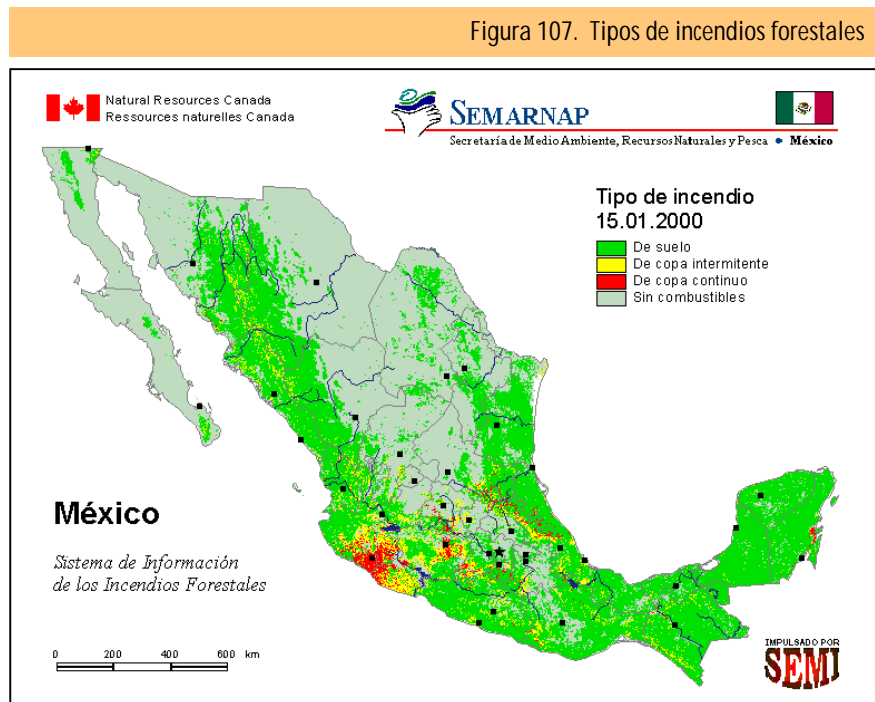 Figura 107. Tipos de incendios forestales
Natural Resources Canada
Ressources naturelles Canada
SEMARNAP
Secretaría de Medio Ambiente, Recursos Naturales y Pesca • México
Tipo de incendio
15.01.2000
De suelo
De copa intermitente
De copa continuo
Sin combustibles
México
Sistema de Información
de los Incendios Forestales
0 200 400 600 km
IMPULSADO POR
SEMI